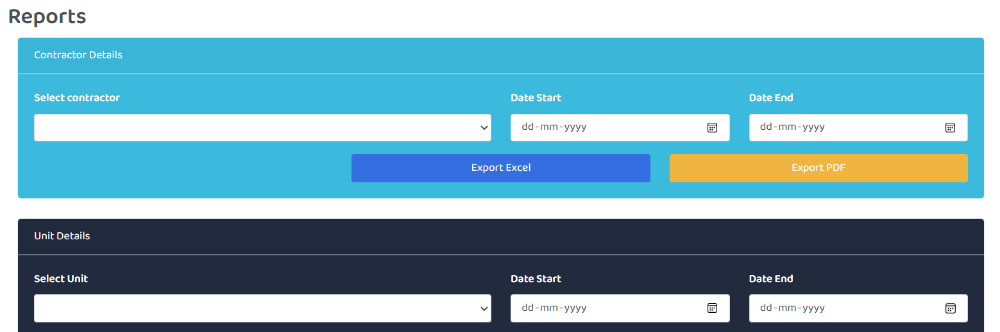 Reports
Contractor Details
Select contractor Date Start Date End
dd-mm-yyyy dd-mm-yyyy
Export Excel Export PDF
Unit Details
Select Unit Date Start Date End
dd-mm-yyyy dd-mm-yyyy